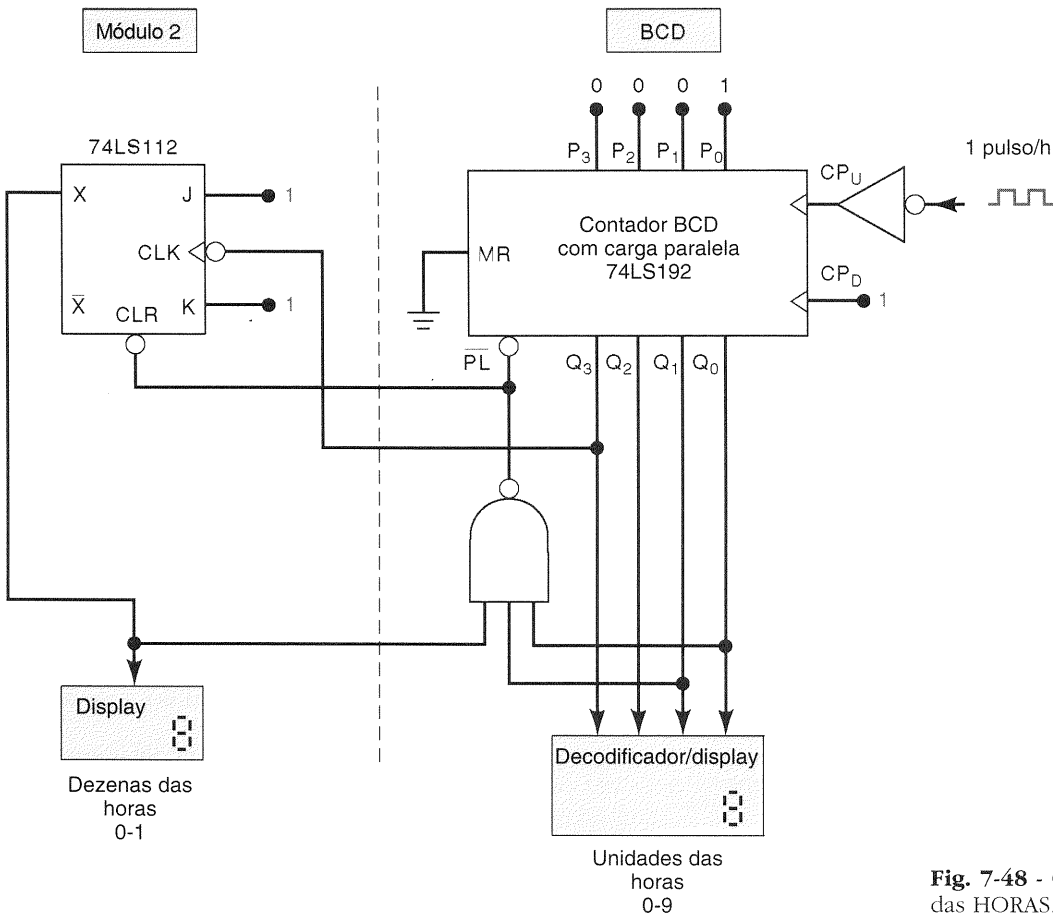 Módulo 2
BCD
0 0 0 1
74LS112
P3 P2 P1 P0
1 pulso/h
X
J
1
CPU
CLK
Contador BCD
com carga paralela
74LS192
MR
CPD
1
X̅
CLR
K
1
P̅L̅
Q3 Q2 Q1 Q0
Display
8
Dezenas das
horas
0-1
Decodificador/display
8
Unidades das
horas
0-9
Fig. 7-48 -
das HORAS.